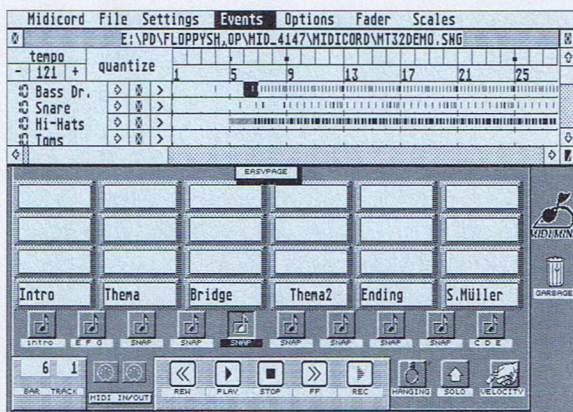 Midicord File Settings Events Options Fader Scales
E:\PD\FLOPPYSH.OP\MID_4147\MIDICORD\MT32DEMO.SNG
tempo
quantize
- 121 +
1 5 9 13 17 21 25
Bass Dr.
Snare
Hi-Hats
Toms
EASYPAGE
Intro Thema Bridge Thema2 Ending S.Müller
MIDI MIND
GARBAGE
intro E F G SNAP SNAP SNAP SNAP SNAP SNAP SNAP C D E
6 1
BAR TRACK
MIDI IN/OUT
REW PLAY STOP FF REC
HANGING SOLO VELOCITY